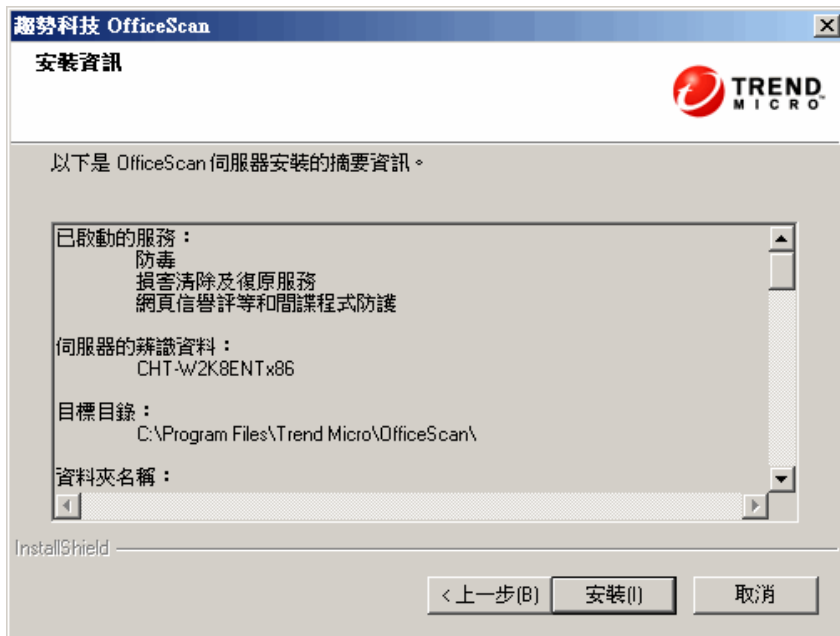 趨勢科技 OfficeScan
安裝資訊
TREND
MICRO
以下是 OfficeScan 伺服器安裝的摘要資訊。
已啟動的服務：
防毒
損害清除及復原服務
網頁信譽評等和間諜程式防護
伺服器的辨識資料：
CHT-W2K8ENTx86
目標目錄：
C:\Program Files\Trend Micro\OfficeScan\
資料夾名稱：
InstallShield
< 上一步(B)
安裝(I)
取消